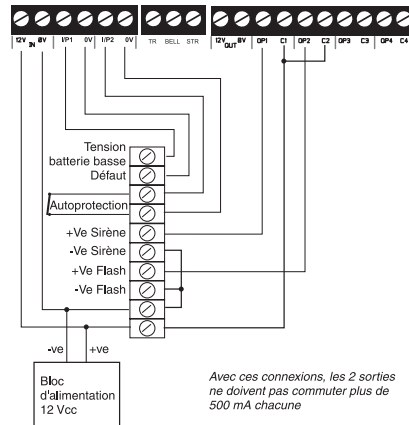 12V IN 0V I/P1 0V I/P2 0V TR BELL STR 12V OUT 0V OP1 C1 OP2 C2 OP3 C3 OP4 C4
Tension
batterie basse
Défaut
Autoprotection
+Ve Sirène
-Ve Sirène
+Ve Flash
-Ve Flash
-ve +ve
Bloc
d'alimentation
12 Vcc
Avec ces connexions, les 2 sorties
ne doivent pas commuter plus de
500 mA chacune